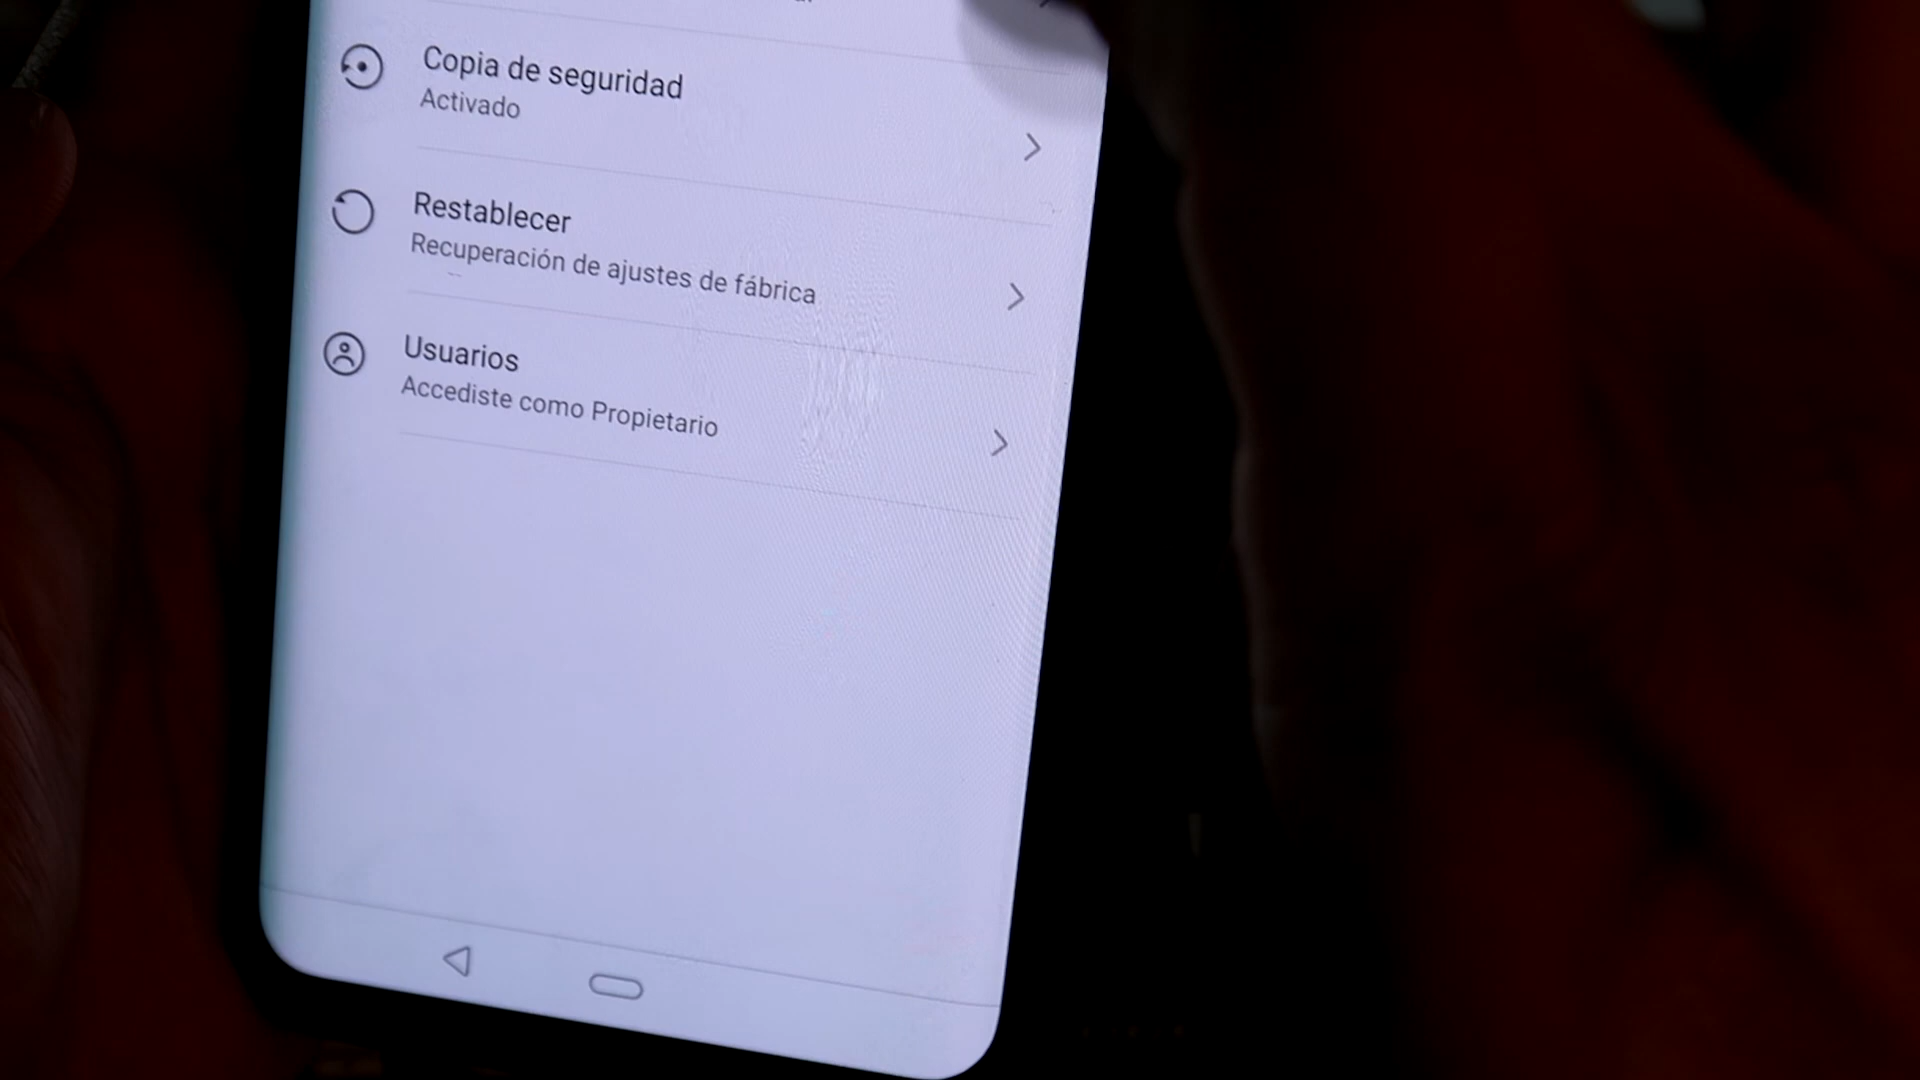 Copia de seguridad
Activado
Restablecer
Recuperación de ajustes de fábrica
Usuarios
Accediste como Propietario